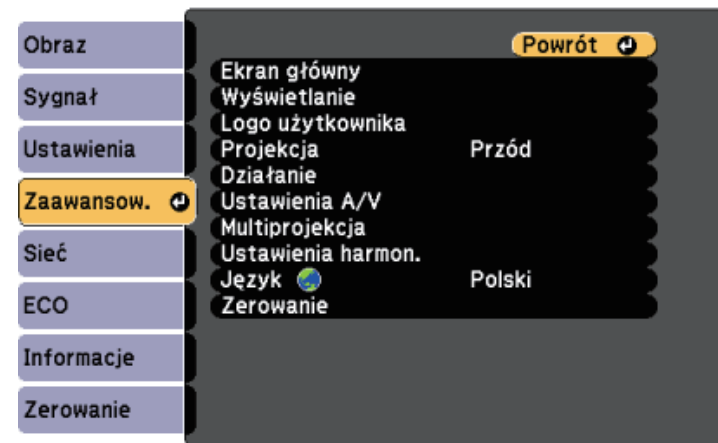 Obraz
Sygnał
Ustawienia
Zaawansow.
Sieć
ECO
Informacje
Zerowanie
Powrót
Ekran główny
Wyświetlanie
Logo użytkownika
Projekcja Przód
Działanie
Ustawienia A/V
Multiprojekcja
Ustawienia harmon.
Język Polski
Zerowanie